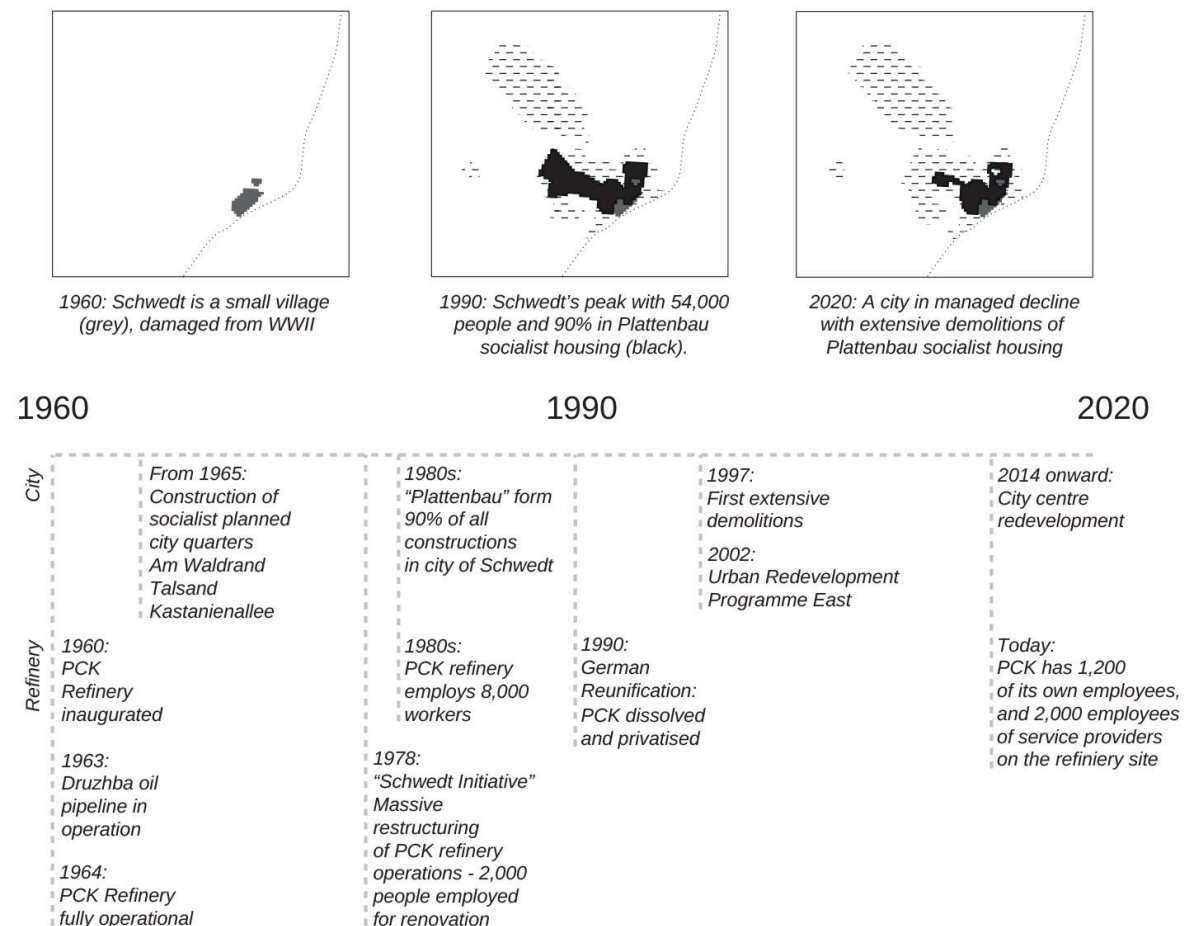 1960: Schwedt is a small village
(grey), damaged from WWII
1990: Schwedt's peak with 54,000
people and 90% in Plattenbau
socialist housing (black).
2020: A city in managed decline
with extensive demolitions of
Plattenbau socialist housing
1960
1990
2020
City
From 1965:
Construction of
socialist planned
city quarters
Am Waldrand
Talsand
Kastanienallee
1980s:
"Plattenbau" form
90% of all
constructions
in city of Schwedt
1997:
First extensive
demolitions
2002:
Urban Redevelopment
Programme East
2014 onward:
City centre
redevelopment
Refinery
1960:
PCK
Refinery
inaugurated
1963:
Druzhba oil
pipeline in
operation
1964:
PCK Refinery
fully operational
1980s:
PCK refinery
employs 8,000
workers
1978:
"Schwedt Initiative"
Massive
restructuring
of PCK refinery
operations - 2,000
people employed
for renovation
1990:
German
Reunification:
PCK dissolved
and privatised
Today:
PCK has 1,200
of its own employees,
and 2,000 employees
of service providers
on the refiniery site